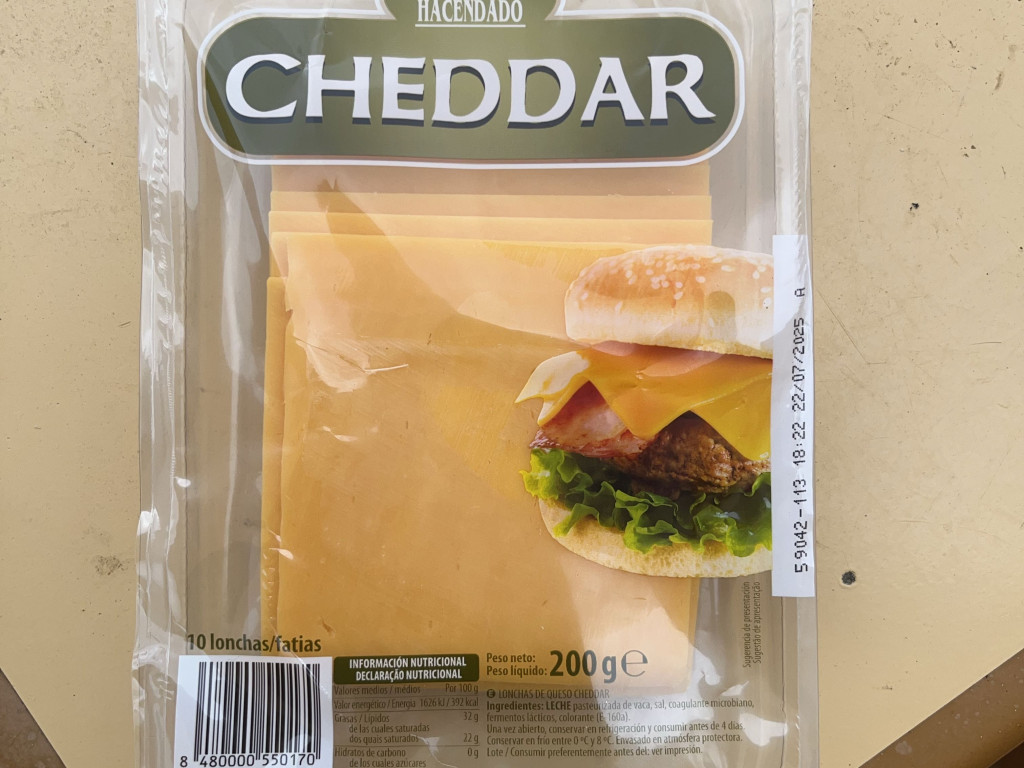 HACENDADO
CHEDDAR
59042-113 18:22 22/07/2025 A
Sugerencia de presentación
Sugestão de apresentação
10 lonchas/fatias
8 480000 550170
INFORMACIÓN NUTRICIONAL
DECLARAÇÃO NUTRICIONAL
Valores medios / médios Por 100 g
Valor energético / Energia 1626 kJ / 392 kcal
Grasas / Lípidos 32 g
de las cuales saturadas
dos quais saturados 22 g
Hidratos de carbono 0 g
de los cuales azúcares
Peso neto:
Peso líquido: 200 g e
LONCHAS DE QUESO CHEDDAR
Ingredientes: LECHE pasteurizada de vaca, sal, coagulante microbiano,
fermentos lácticos, colorante (E-160a).
Una vez abierto, conservar en refrigeración y consumir antes de 4 días.
Conservar en frío entre 0 ºC y 8 ºC. Envasado en atmósfera protectora.
Lote / Consumir preferentemente antes del: ver impresión.